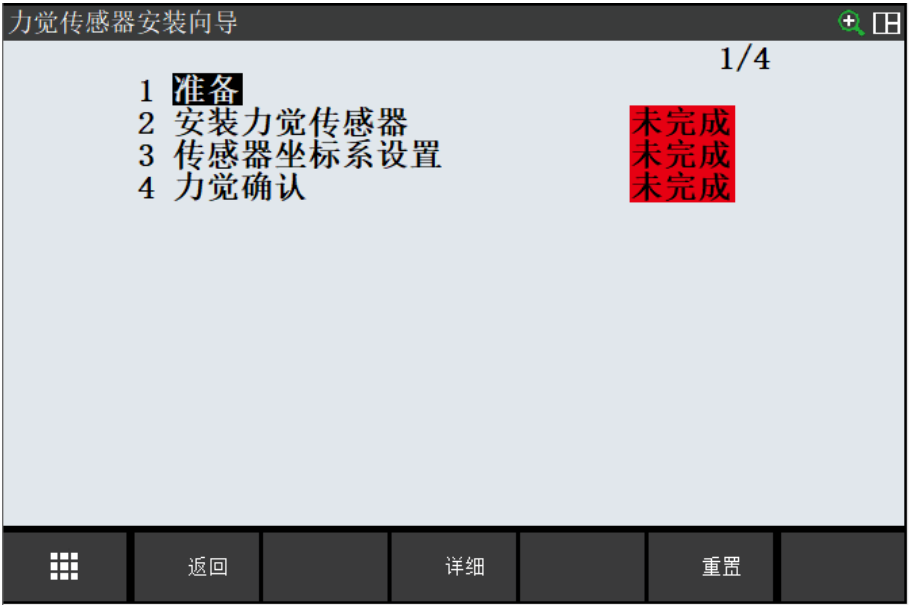 力觉传感器安装向导
1/4
1 准备
2 安装力觉传感器 未完成
3 传感器坐标系设置 未完成
4 力觉确认 未完成
返回 详细 重置